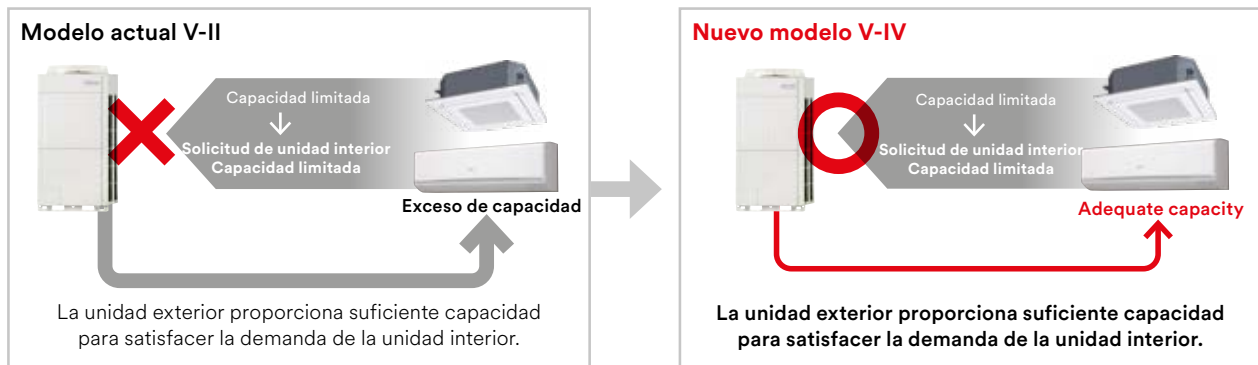 Modelo actual V-II
Capacidad limitada
Solicitud de unidad interior
Capacidad limitada
Exceso de capacidad
La unidad exterior proporciona suficiente capacidad
para satisfacer la demanda de la unidad interior.
Nuevo modelo V-IV
Capacidad limitada
Solicitud de unidad interior
Capacidad limitada
Adequate capacity
La unidad exterior proporciona suficiente capacidad
para satisfacer la demanda de la unidad interior.